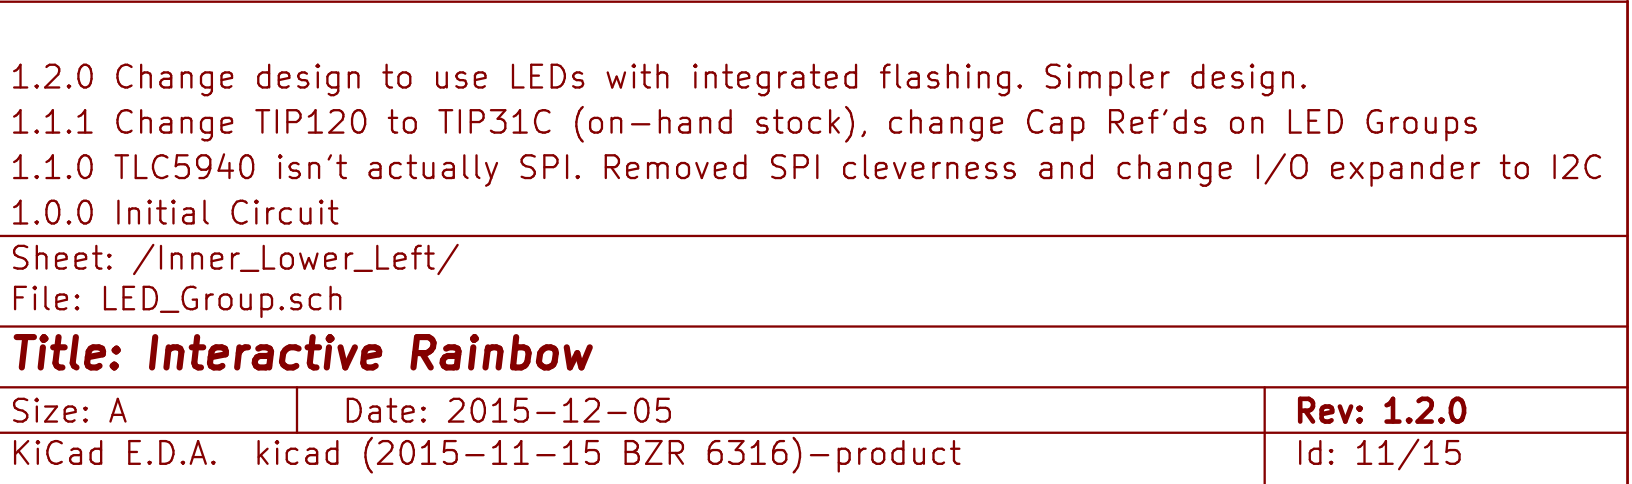 1.2.0 Change design to use LEDs with integrated flashing. Simpler design.
1.1.1 Change TIP120 to TIP31C (on-hand stock), change Cap Ref'ds on LED Groups
1.1.0 TLC5940 isn't actually SPI. Removed SPI cleverness and change I/O expander to I2C
1.0.0 Initial Circuit
Sheet: /Inner_Lower_Left/
File: LED_Group.sch
Title: Interactive Rainbow
Size: A Date: 2015-12-05 Rev: 1.2.0
KiCad E.D.A. kicad (2015-11-15 BZR 6316)-product Id: 11/15